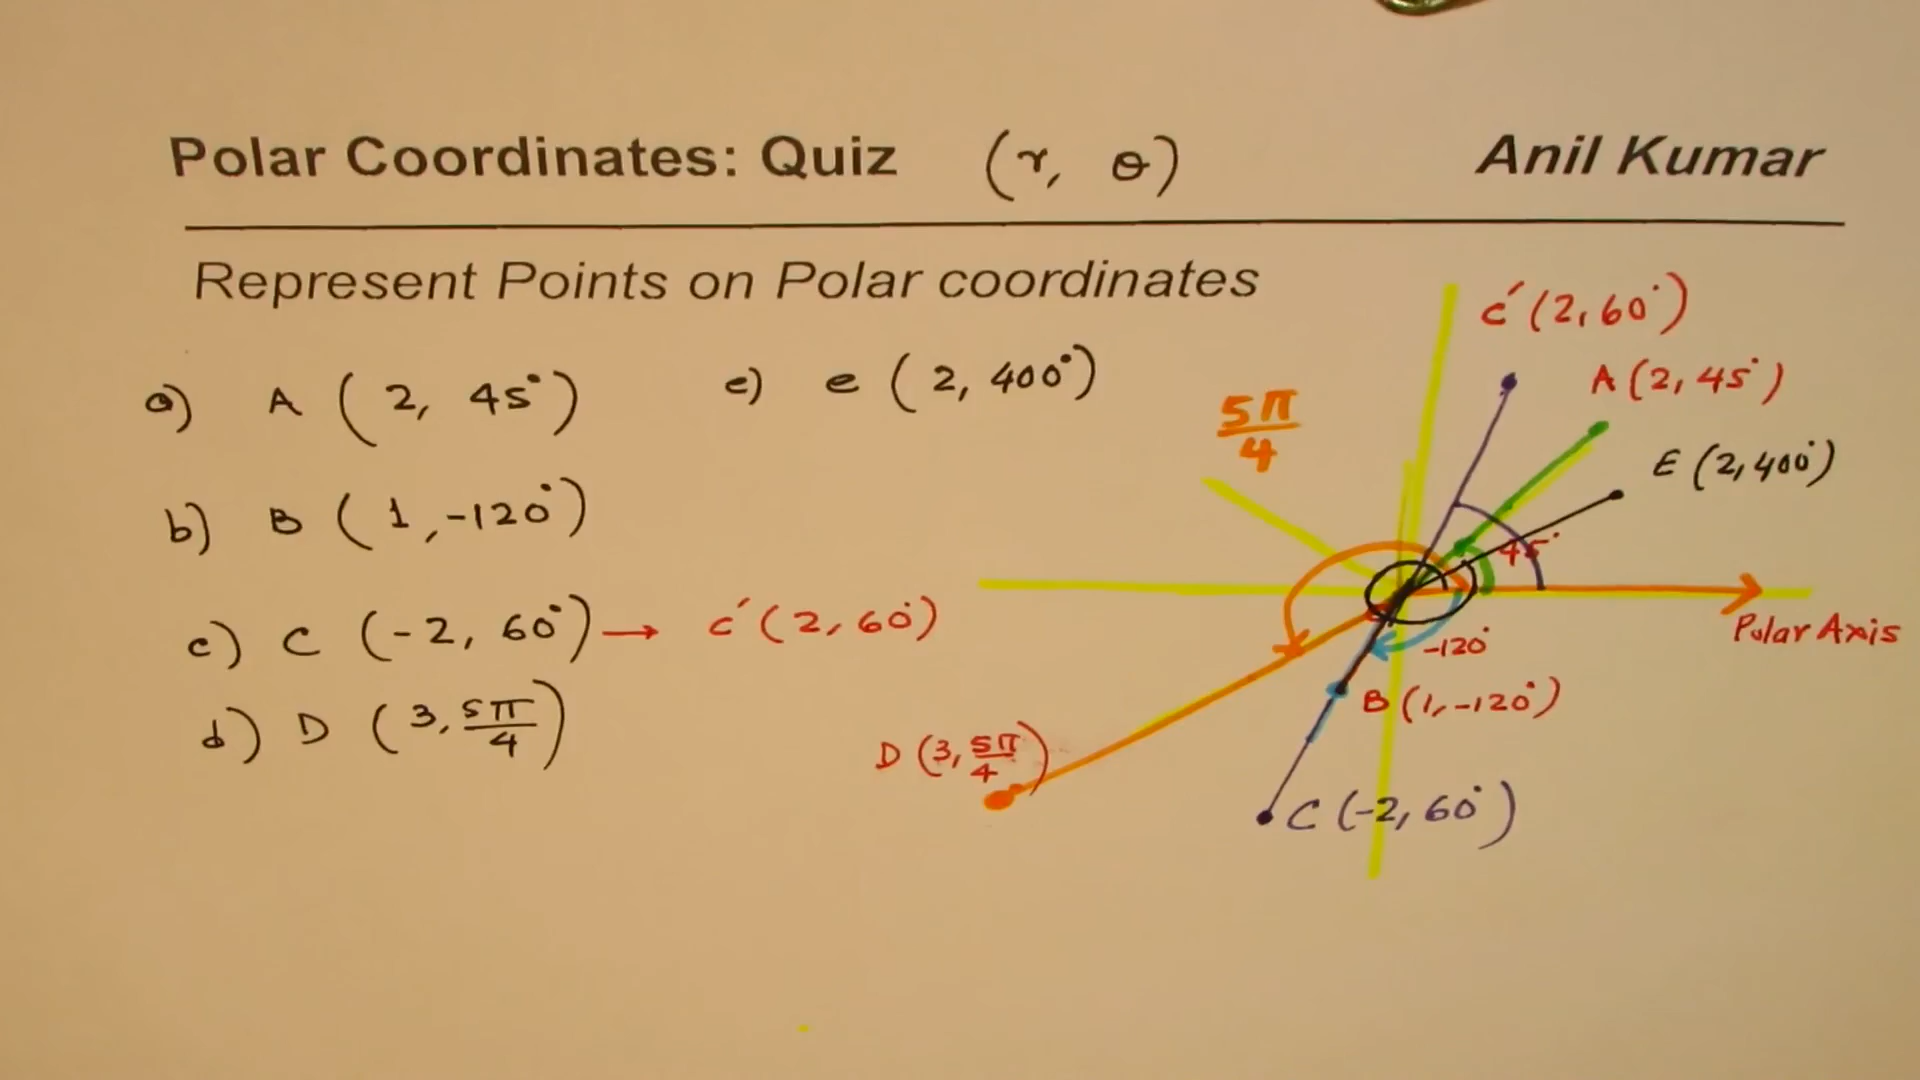 Polar Coordinates: Quiz (r, θ) Anil Kumar
Represent Points on Polar coordinates
a) A (2, 45°)
b) B (1, -120°)
c) C (-2, 60°) → C'(2, 60°)
d) D (3, 5π/4)
e) e (2, 400°)
5π/4
C'(2, 60°)
A (2, 45°)
E (2, 400°)
45°
Polar Axis
-120°
B (1, -120°)
D (3, 5π/4)
C (-2, 60°)